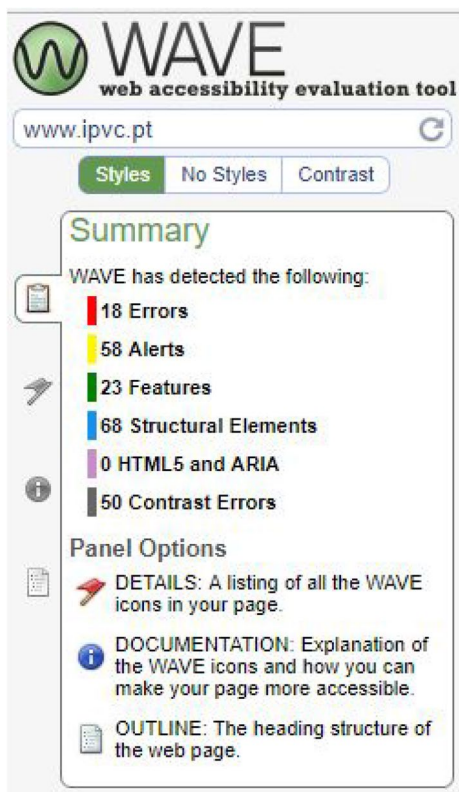 WAVE
web accessibility evaluation tool
www.ipvc.pt
Styles No Styles Contrast
Summary
WAVE has detected the following:
18 Errors
58 Alerts
23 Features
68 Structural Elements
0 HTML5 and ARIA
50 Contrast Errors
Panel Options
DETAILS: A listing of all the WAVE
icons in your page.
DOCUMENTATION: Explanation of
the WAVE icons and how you can
make your page more accessible.
OUTLINE: The heading structure of
the web page.